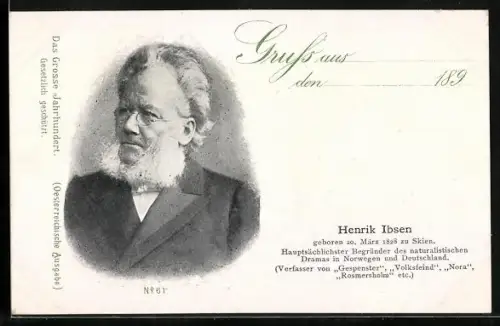 Das Grosse Jahrhundert. (Oesterreichische Ausgabe)
Gesetzlich geschützt.
Gruss aus
den 189
No 61
Henrik Ibsen
geboren 20. März 1828 zu Skien.
Hauptsächlichster Begründer des naturalistischen
Dramas in Norwegen und Deutschland.
(Verfasser von „Gespenster“, „Volksfeind“, „Nora“,
„Rosmersholm“ etc.)